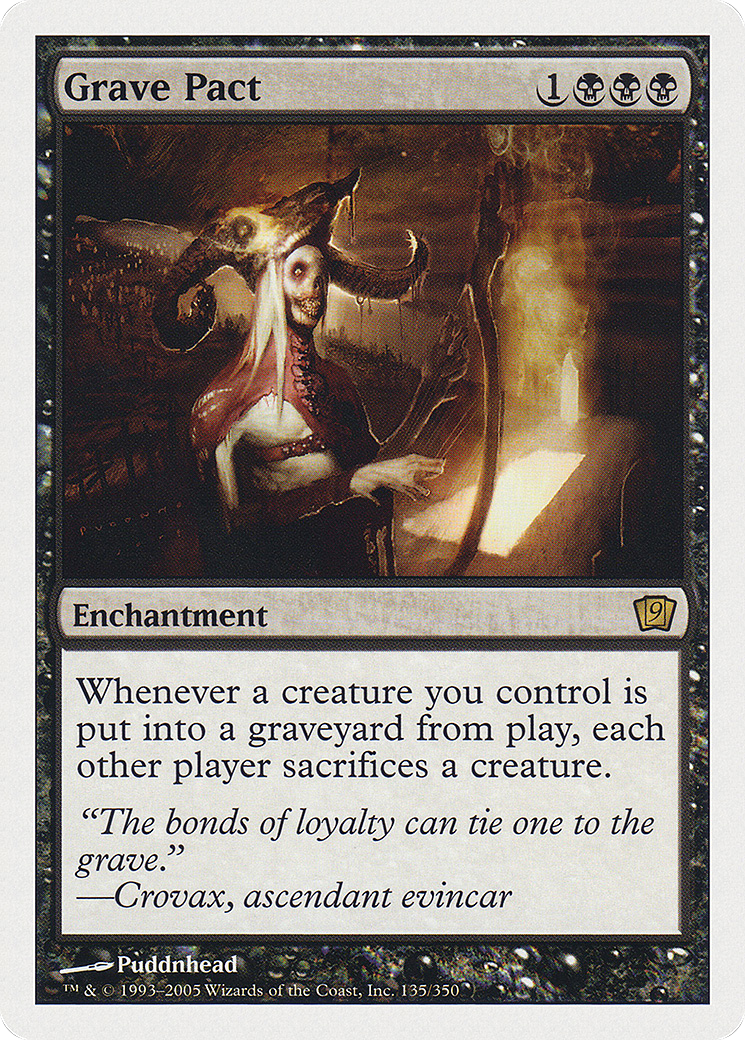 Grave Pact
1
Enchantment
9
Whenever a creature you control is
put into a graveyard from play, each
other player sacrifices a creature.
“The bonds of loyalty can tie one to the
grave.”
—Crovax, ascendant evincar
Puddnhead
™ & © 1993–2005 Wizards of the Coast, Inc. 135/350